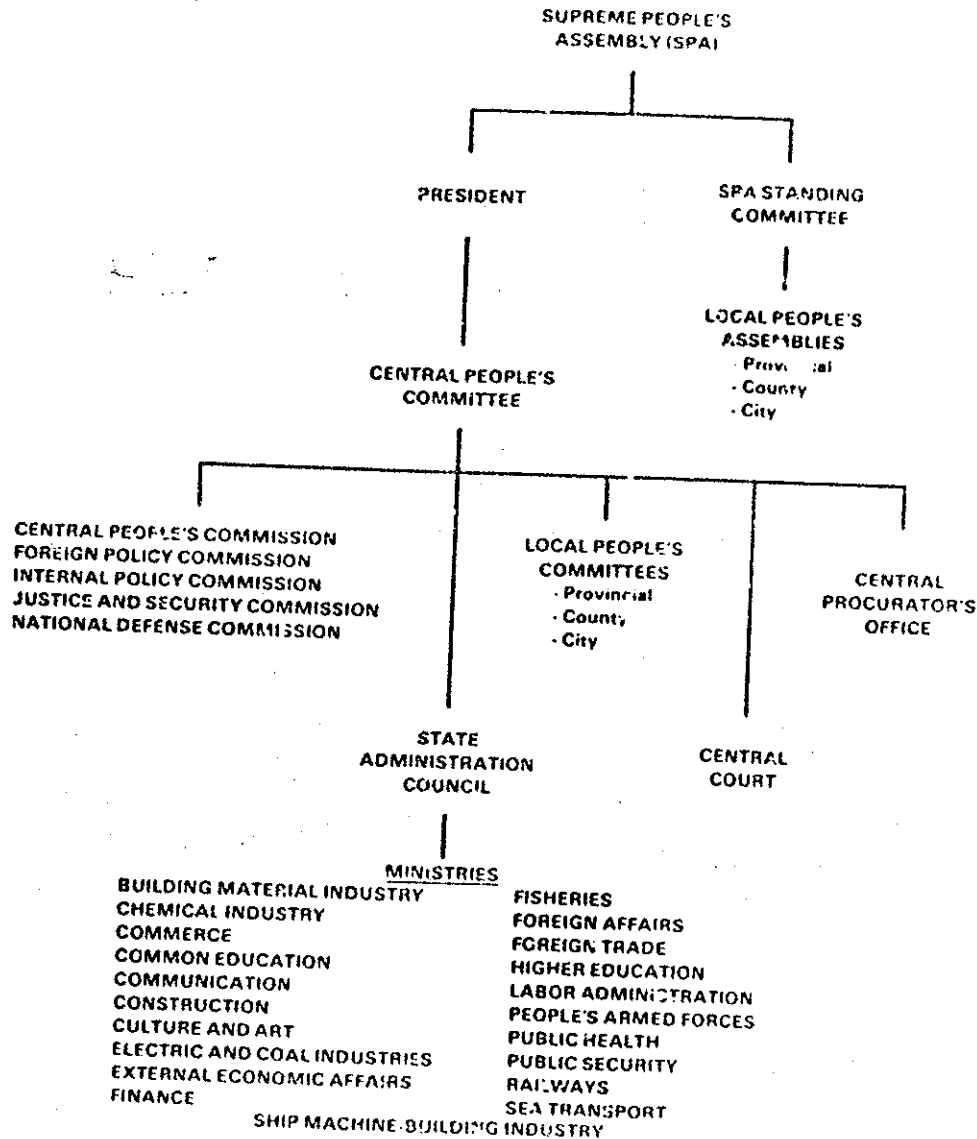 SUPREME PEOPLE'S
ASSEMBLY (SPA)
PRESIDENT
SPA STANDING
COMMITTEE
LOCAL PEOPLE'S
ASSEMBLIES
- County
- City
CENTRAL PEOPLE'S
COMMITTEE
CENTRAL PEOPLE'S COMMISSION
FOREIGN POLICY COMMISSION
INTERNAL POLICY COMMISSION
JUSTICE AND SECURITY COMMISSION
NATIONAL DEFENSE COMMISSION
LOCAL PEOPLE'S
COMMITTEES
- Provincial
- County
- City
CENTRAL
PROCURATOR'S
OFFICE
STATE
ADMINISTRATION
COUNCIL
CENTRAL
COURT
MINISTRIES
BUILDING MATERIAL INDUSTRY
CHEMICAL INDUSTRY
COMMERCE
COMMON EDUCATION
COMMUNICATION
CONSTRUCTION
CULTURE AND ART
ELECTRIC AND COAL INDUSTRIES
EXTERNAL ECONOMIC AFFAIRS
FINANCE
FISHERIES
FOREIGN AFFAIRS
FOREIGN TRADE
HIGHER EDUCATION
LABOR ADMINISTRATION
PEOPLE'S ARMED FORCES
PUBLIC HEALTH
PUBLIC SECURITY
RAILWAYS
SEA TRANSPORT
SHIP MACHINE-BUILDING INDUSTRY